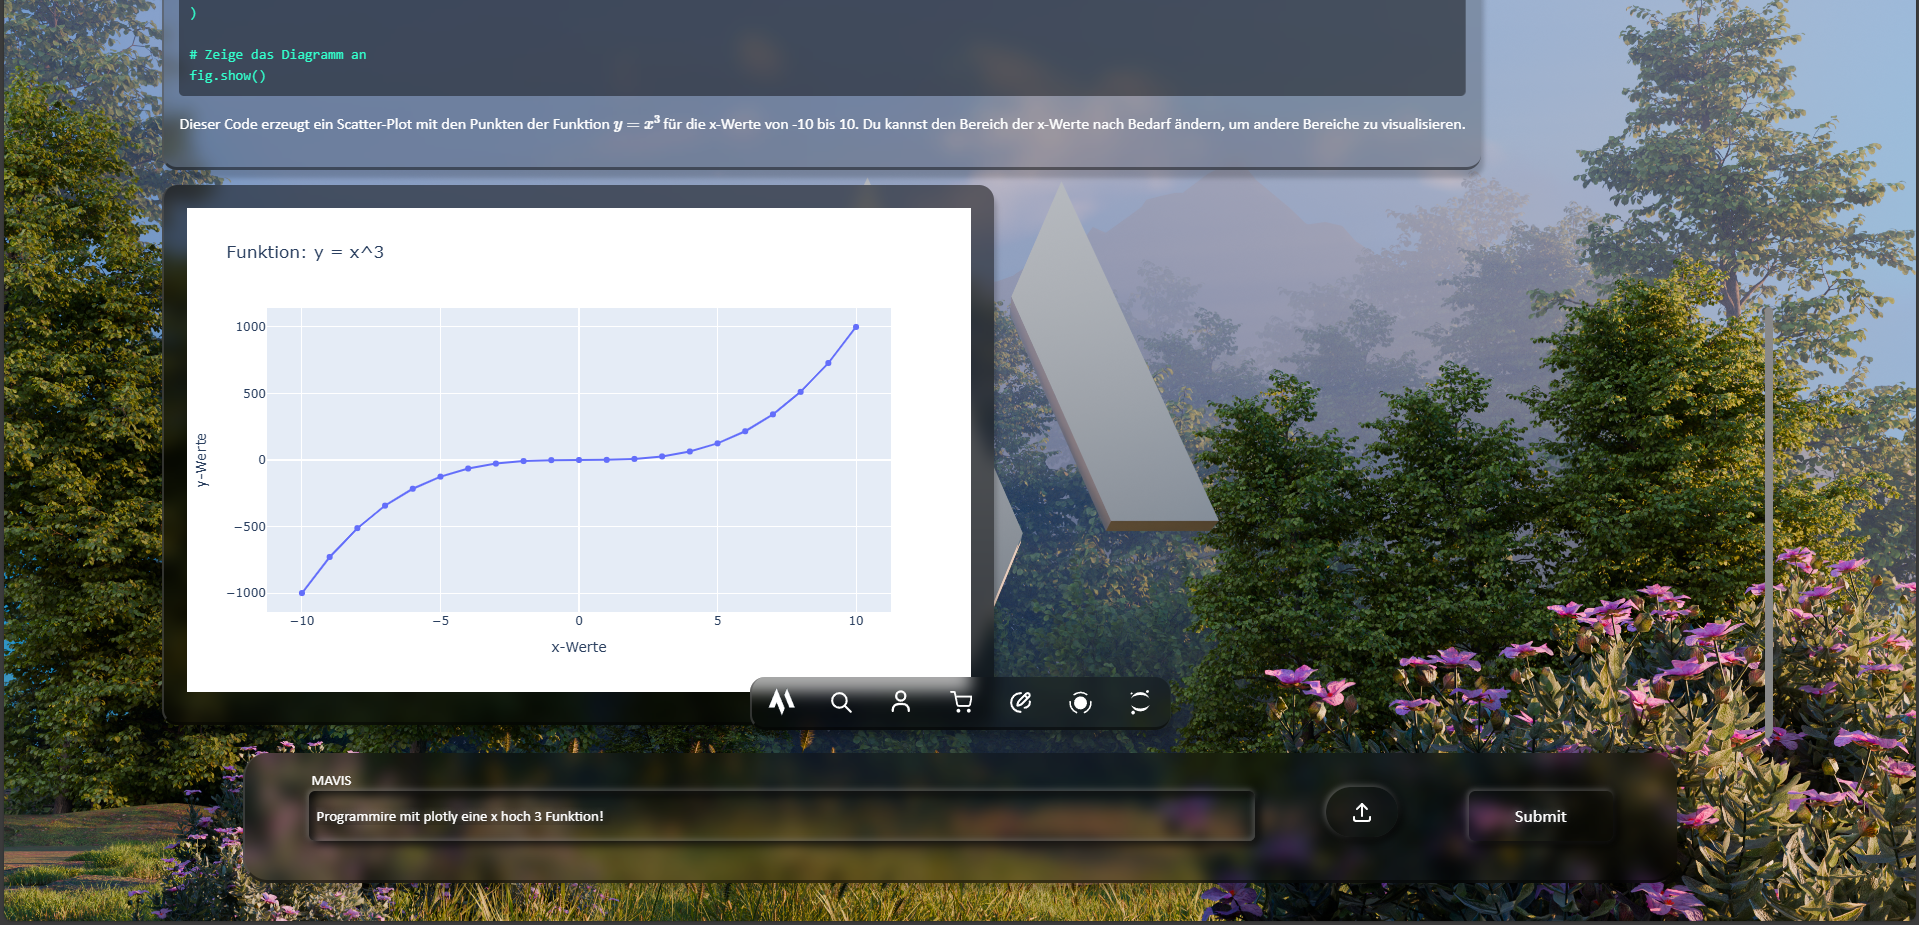 )
# Zeige das Diagramm an
fig.show()
Dieser Code erzeugt ein Scatter-Plot mit den Punkten der Funktion y = x³ für die x-Werte von -10 bis 10. Du kannst den Bereich der x-Werte nach Bedarf ändern, um andere Bereiche zu visualisieren.
Funktion: y = x^3
1000
500
0
−500
−1000
y-Werte
−10 −5 0 5 10
x-Werte
MAVIS
Programmire mit plotly eine x hoch 3 Funktion!
Submit